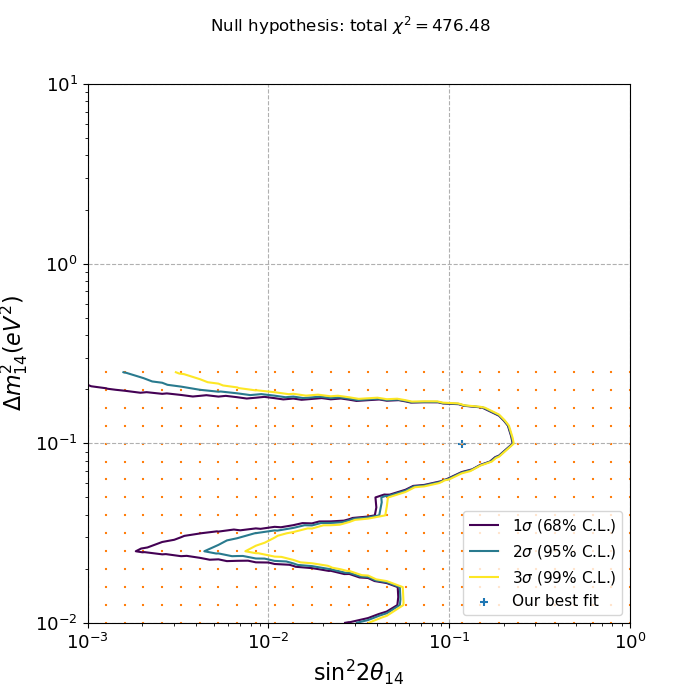 Null hypothesis: total χ² = 476.48
10¹
10⁰
10⁻¹
10⁻²
Δm²₁₄(eV²)
1σ (68% C.L.)
2σ (95% C.L.)
3σ (99% C.L.)
Our best fit
10⁻³ 10⁻² 10⁻¹ 10⁰
sin²2θ₁₄